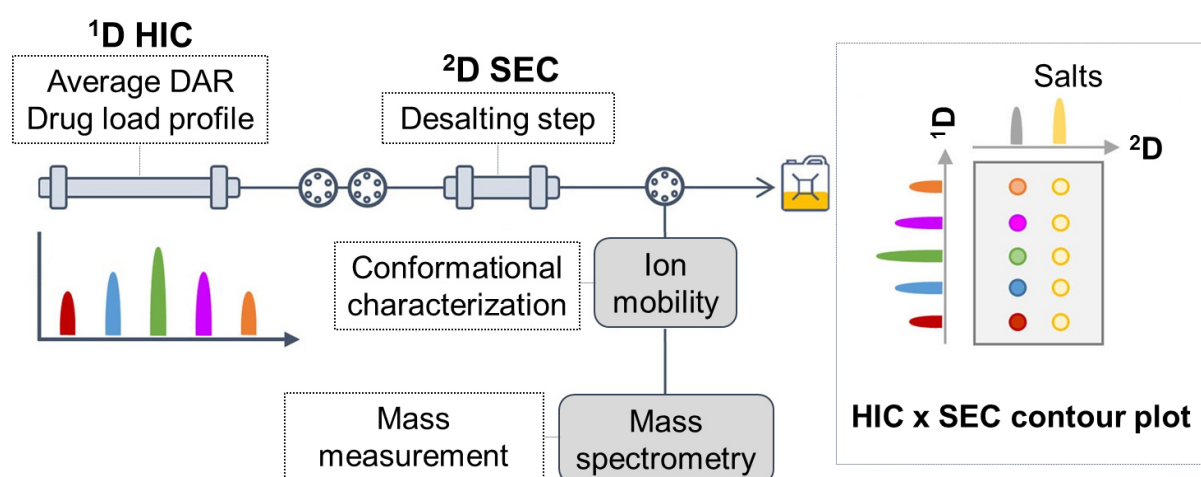 ¹D HIC
Average DAR
Drug load profile
²D SEC
Desalting step
Conformational
characterization
Ion
mobility
Mass
measurement
Mass
spectrometry
Salts
¹D
²D
HIC x SEC contour plot